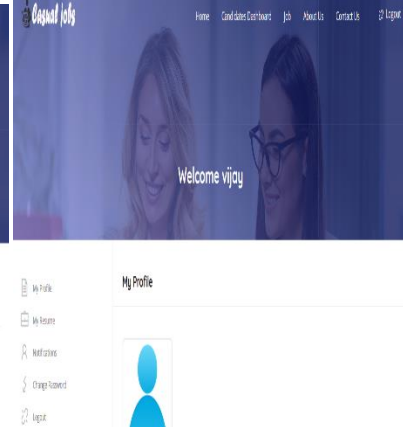 Casual jobs
Home Candidates Dashboard Job About Us Contact Us Logout
Welcome vijay
My Profile
My Profile
My Resume
Notifications
Change Password
Logout